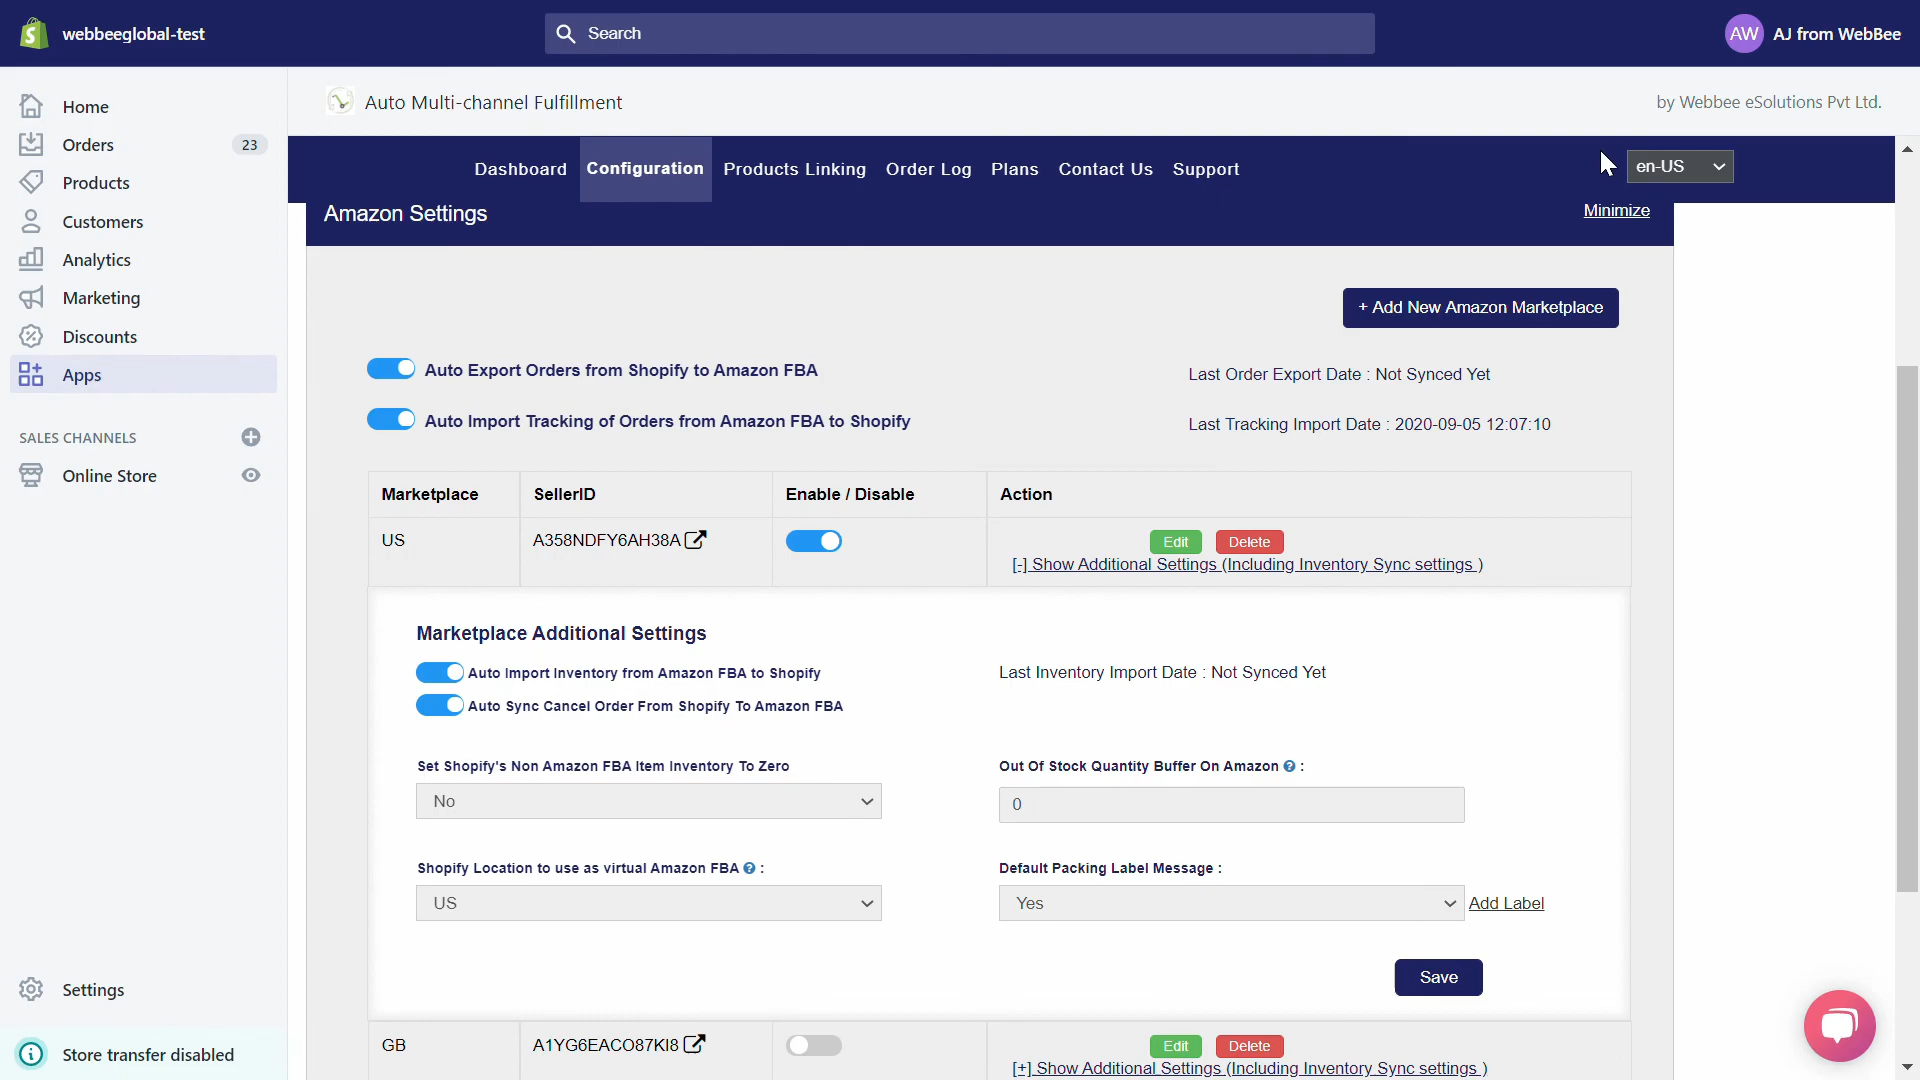 webbeeglobal-test
Search
AW AJ from WebBee
Home
Orders 23
Products
Customers
Analytics
Marketing
Discounts
Apps
SALES CHANNELS
Online Store
Settings
Store transfer disabled
Auto Multi-channel Fulfillment
by Webbee eSolutions Pvt Ltd.
Dashboard Configuration Products Linking Order Log Plans Contact Us Support en-US
Amazon Settings Minimize
+ Add New Amazon Marketplace
Auto Export Orders from Shopify to Amazon FBA Last Order Export Date : Not Synced Yet
Auto Import Tracking of Orders from Amazon FBA to Shopify Last Tracking Import Date : 2020-09-05 12:07:10
Marketplace SellerID Enable / Disable Action
US A358NDFY6AH38A Edit Delete
[-] Show Additional Settings (Including Inventory Sync settings )
Marketplace Additional Settings
Auto Import Inventory from Amazon FBA to Shopify Last Inventory Import Date : Not Synced Yet
Auto Sync Cancel Order From Shopify To Amazon FBA
Set Shopify's Non Amazon FBA Item Inventory To Zero Out Of Stock Quantity Buffer On Amazon ? :
No 0
Shopify Location to use as virtual Amazon FBA ? : Default Packing Label Message :
US Yes Add Label
Save
GB A1YG6EACO87KI8 Edit Delete
[+] Show Additional Settings (Including Inventory Sync settings )